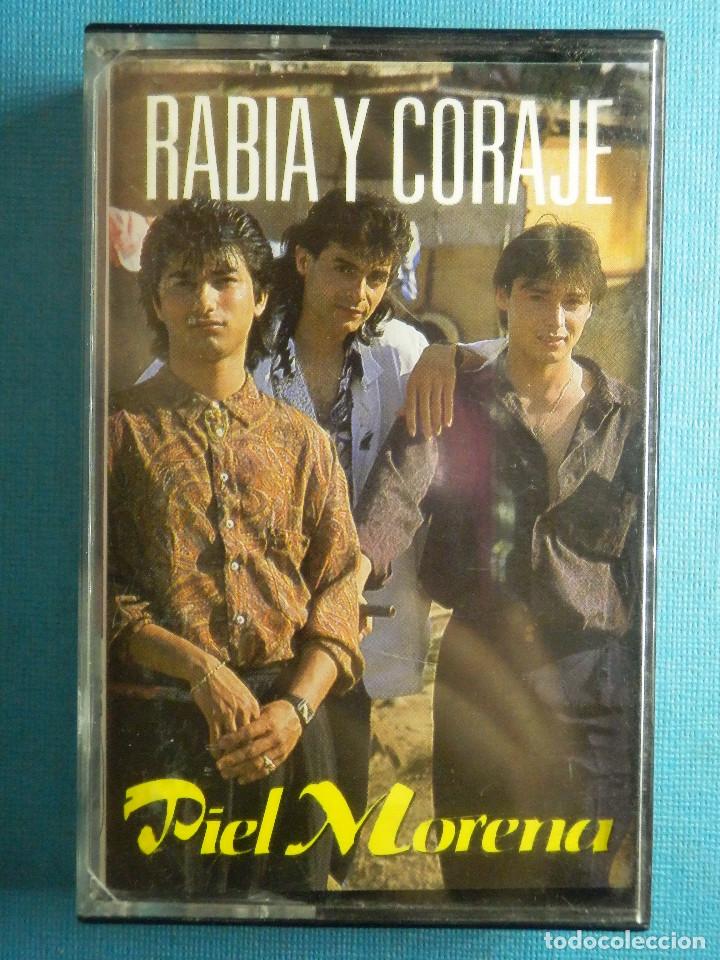 RABIA Y CORAJE
Piel Morena
todocoleccion